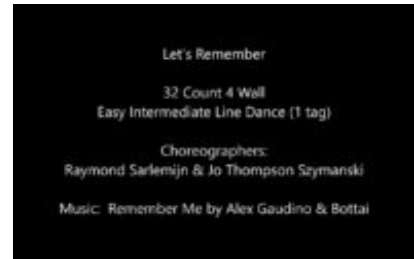 Let's Remember
32 Count 4 Wall
Easy Intermediate Line Dance (1 tag)
Choreographers:
Raymond Sarlemijn & Jo Thompson Szymanski
Music: Remember Me by Alex Gaudino & Bottai